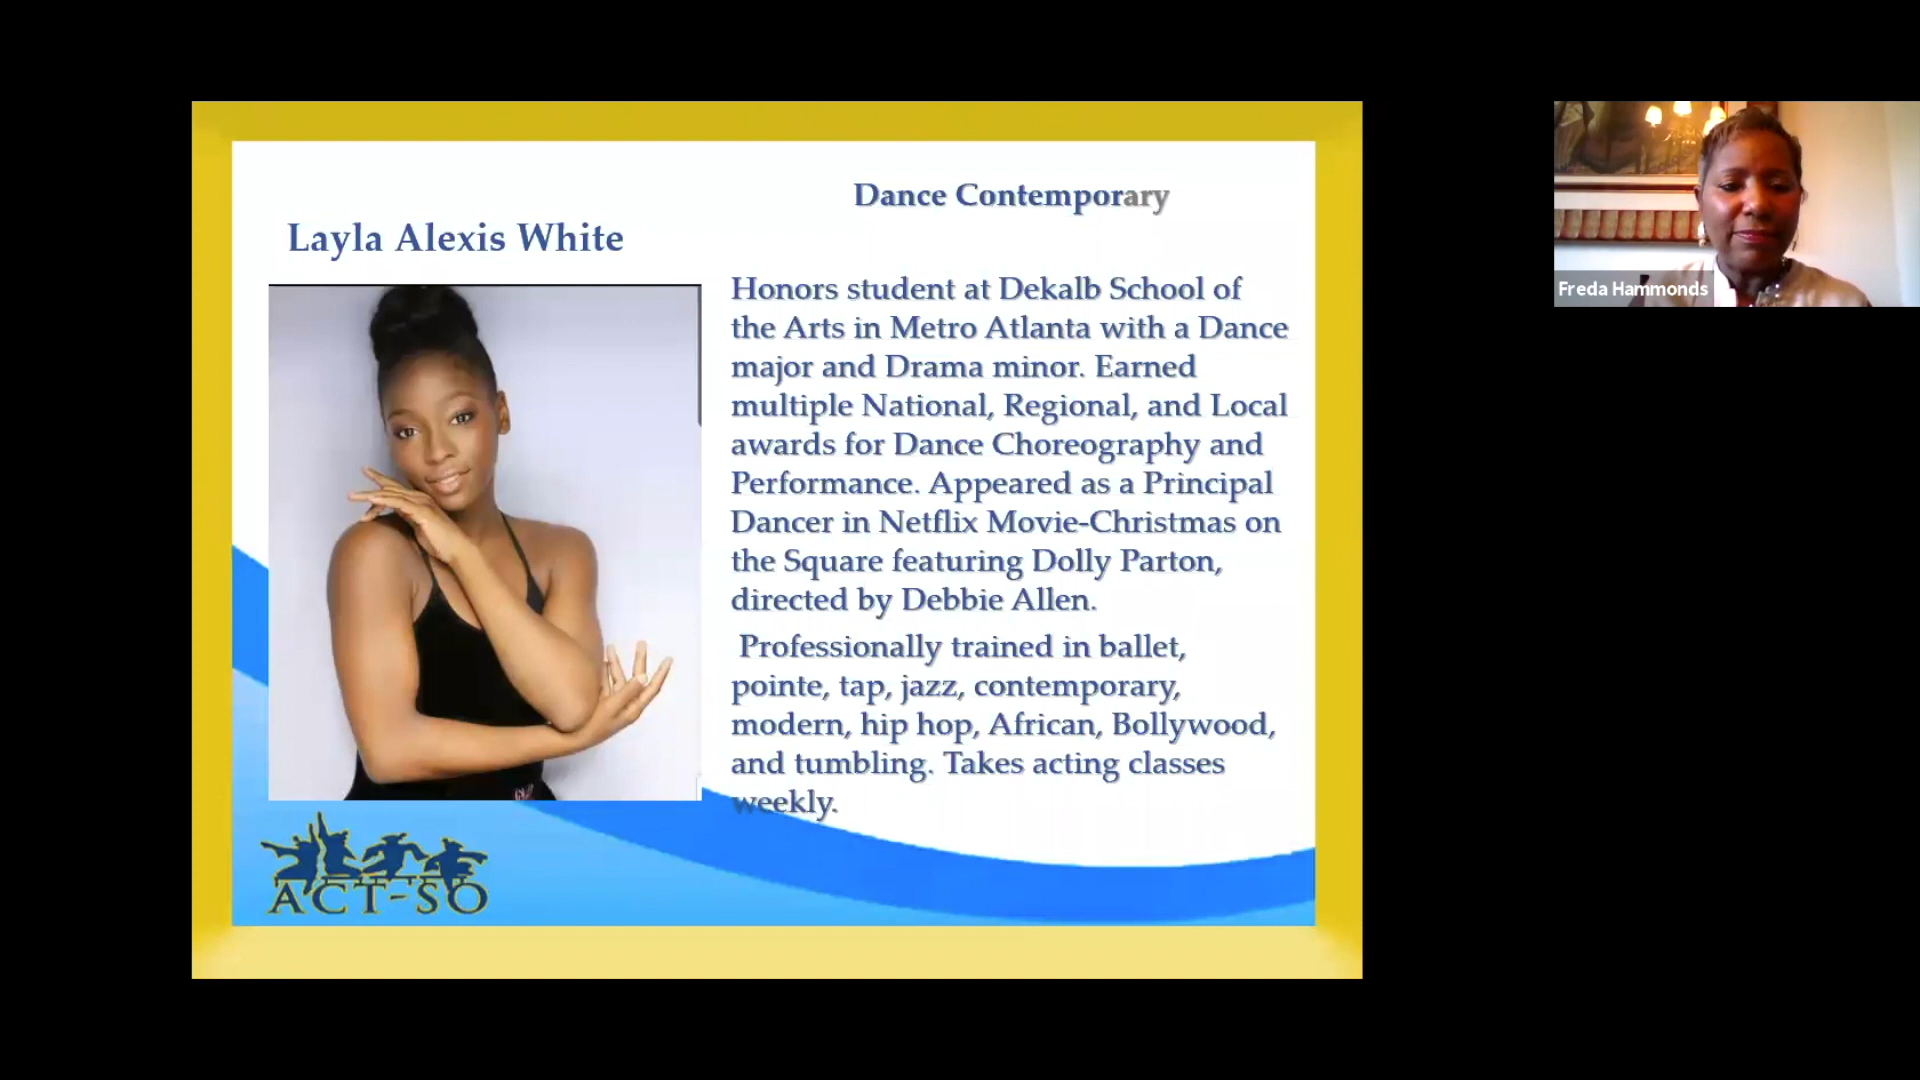 Dance Contemporary
Layla Alexis White
Honors student at Dekalb School of
the Arts in Metro Atlanta with a Dance
major and Drama minor. Earned
multiple National, Regional, and Local
awards for Dance Choreography and
Performance. Appeared as a Principal
Dancer in Netflix Movie-Christmas on
the Square featuring Dolly Parton,
directed by Debbie Allen.
Professionally trained in ballet,
pointe, tap, jazz, contemporary,
modern, hip hop, African, Bollywood,
and tumbling. Takes acting classes
weekly.
ACT-SO
Freda Hammonds